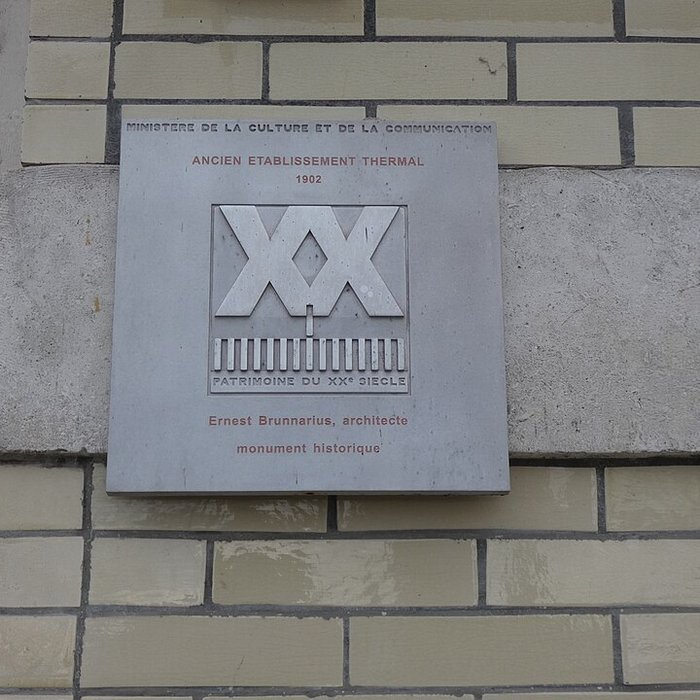 MINISTERE DE LA CULTURE ET DE LA COMMUNICATION
ANCIEN ETABLISSEMENT THERMAL
1902
XX
PATRIMOINE DU XXe SIECLE
Ernest Brunnarius, architecte
monument historique